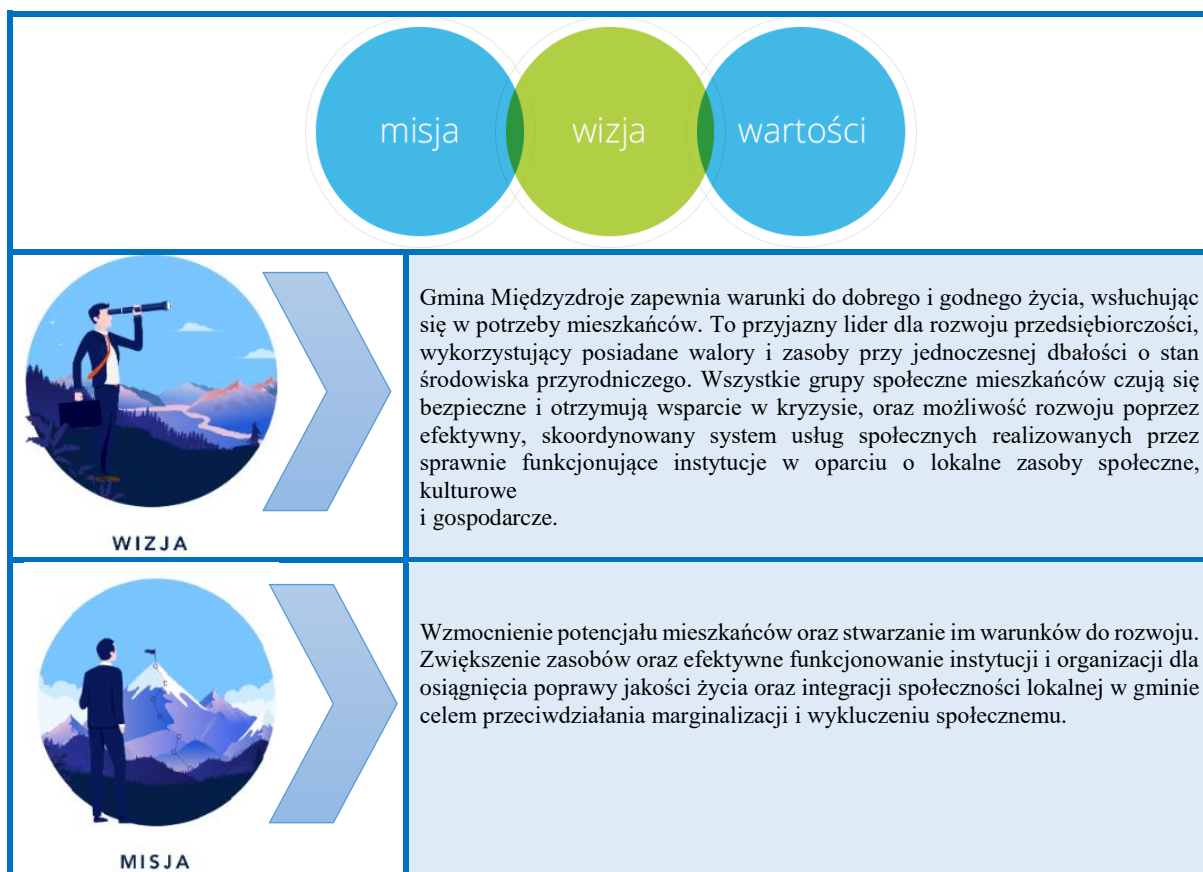 misja
wizja
wartości
Gmina Międzyzdroje zapewnia warunki do dobrego i godnego życia, wsłuchując
się w potrzeby mieszkańców. To przyjazny lider dla rozwoju przedsiębiorczości,
wykorzystujący posiadane walory i zasoby przy jednoczesnej dbałości o stan
środowiska przyrodniczego. Wszystkie grupy społeczne mieszkańców czują się
bezpieczne i otrzymują wsparcie w kryzysie, oraz możliwość rozwoju poprzez
efektywny, skoordynowany system usług społecznych realizowanych przez
sprawnie funkcjonujące instytucje w oparciu o lokalne zasoby społeczne,
kulturowe
i gospodarcze.
WIZJA
Wzmocnienie potencjału mieszkańców oraz stwarzanie im warunków do rozwoju.
Zwiększenie zasobów oraz efektywne funkcjonowanie instytucji i organizacji dla
osiągnięcia poprawy jakości życia oraz integracji społeczności lokalnej w gminie
celem przeciwdziałania marginalizacji i wykluczeniu społecznemu.
MISJA